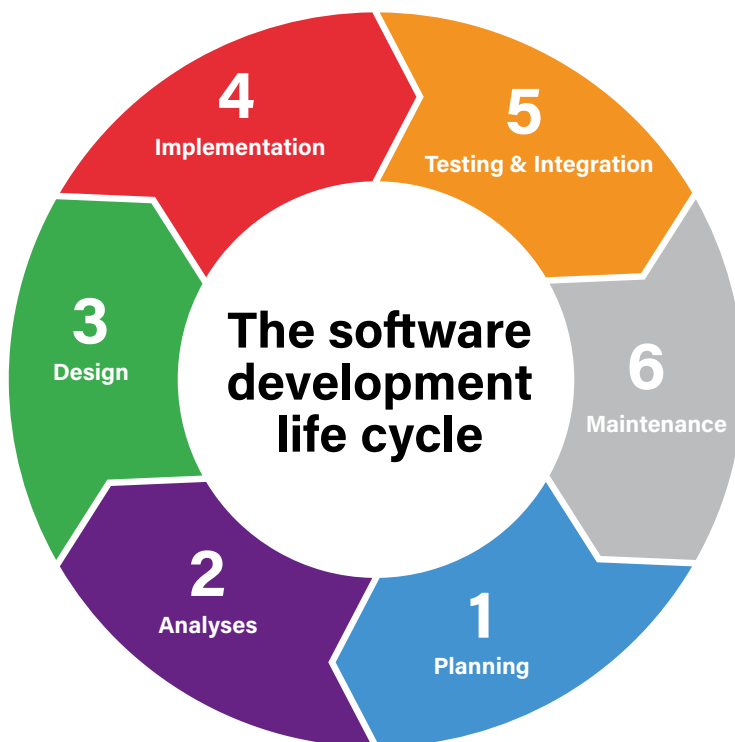 The software
development
life cycle
1
Planning
2
Analyses
3
Design
4
Implementation
5
Testing & Integration
6
Maintenance